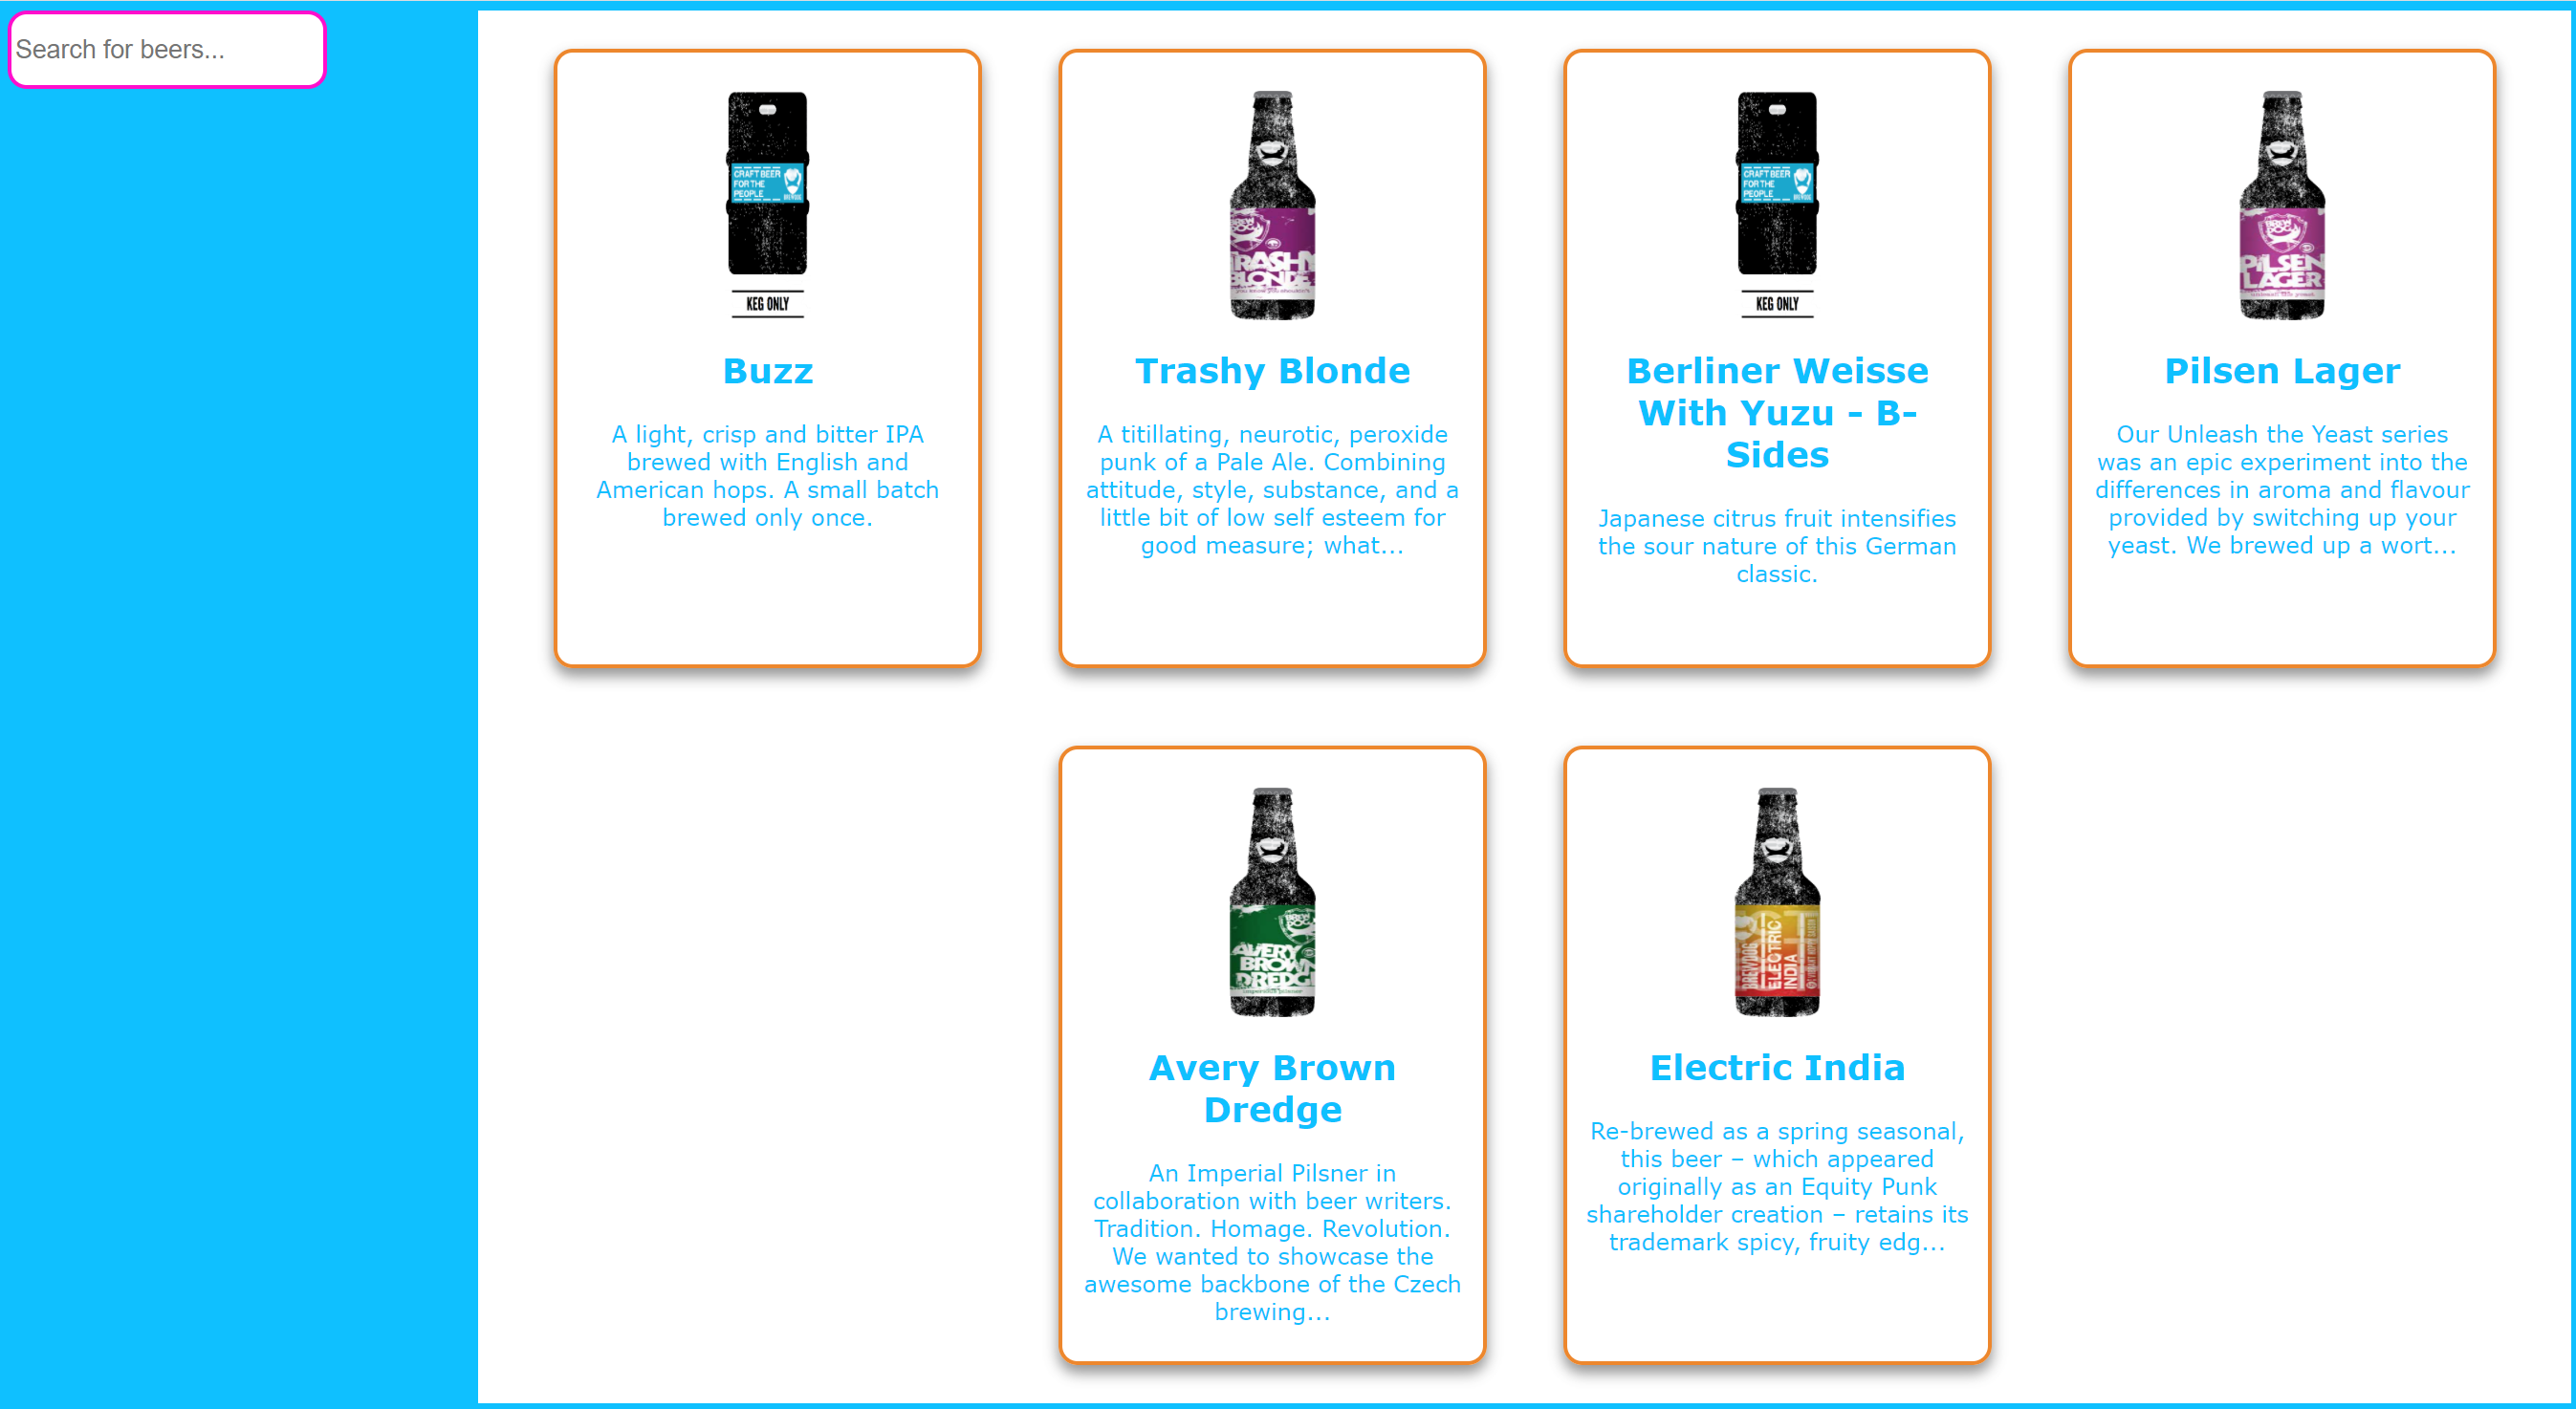 Search for beers...
CRAFT BEER
FOR THE
PEOPLE
KEG ONLY
Buzz
A light, crisp and bitter IPA
brewed with English and
American hops. A small batch
brewed only once.
BREW
DOG
TRASHY
BLONDE
Trashy Blonde
A titillating, neurotic, peroxide
punk of a Pale Ale. Combining
attitude, style, substance, and a
little bit of low self esteem for
good measure; what...
CRAFT BEER
FOR THE
PEOPLE
KEG ONLY
Berliner Weisse
With Yuzu - B-
Sides
Japanese citrus fruit intensifies
the sour nature of this German
classic.
BREW
DOG
PILSEN
LAGER
Pilsen Lager
Our Unleash the Yeast series
was an epic experiment into the
differences in aroma and flavour
provided by switching up your
yeast. We brewed up a wort...
BREW
DOG
AVERY
BROWN
DREDGE
Avery Brown
Dredge
An Imperial Pilsner in
collaboration with beer writers.
Tradition. Homage. Revolution.
We wanted to showcase the
awesome backbone of the Czech
brewing...
BREWDOG
ELECTRIC
INDIA
Electric India
Re-brewed as a spring seasonal,
this beer – which appeared
originally as an Equity Punk
shareholder creation – retains its
trademark spicy, fruity edg...